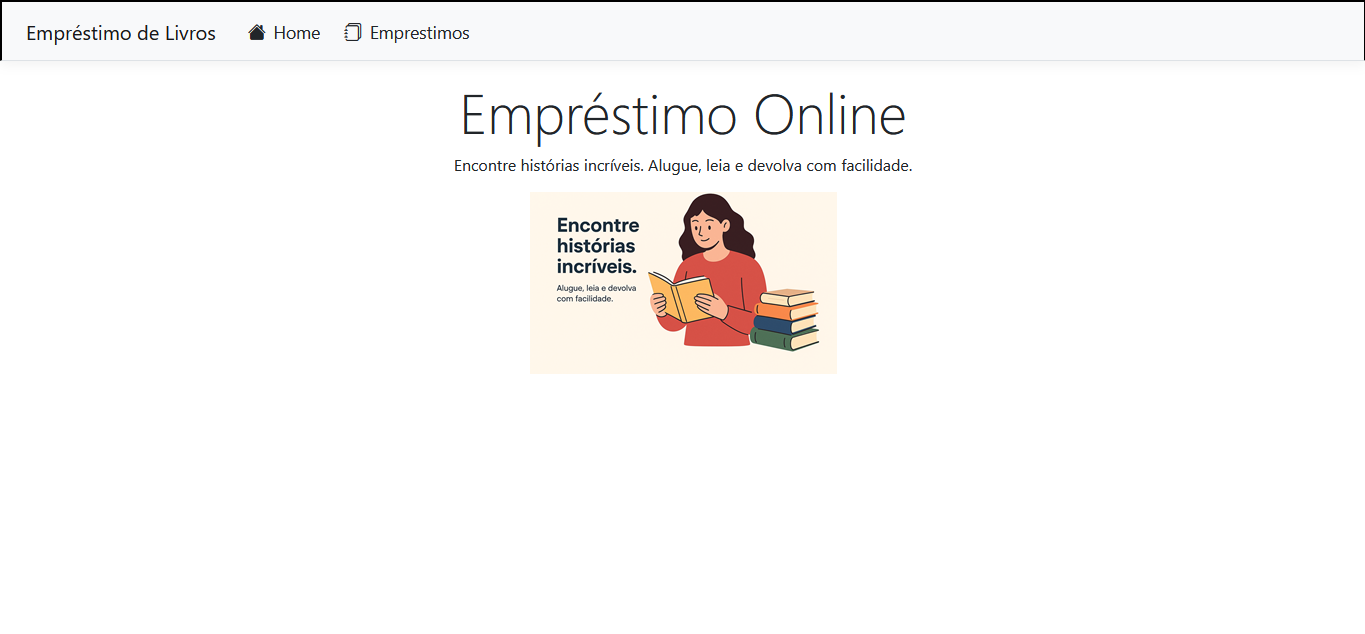 Empréstimo de Livros Home Emprestimos
Empréstimo Online
Encontre histórias incríveis. Alugue, leia e devolva com facilidade.
Encontre
histórias
incríveis.
Alugue, leia e devolva
com facilidade.